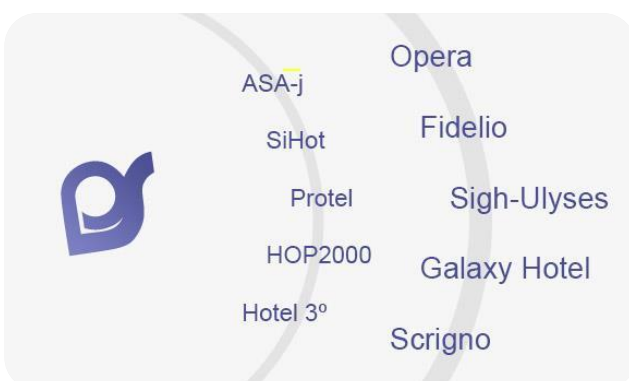 ASA-j
SiHot
Protel
HOP2000
Hotel 3º
Opera
Fidelio
Sigh-Ulyses
Galaxy Hotel
Scrigno